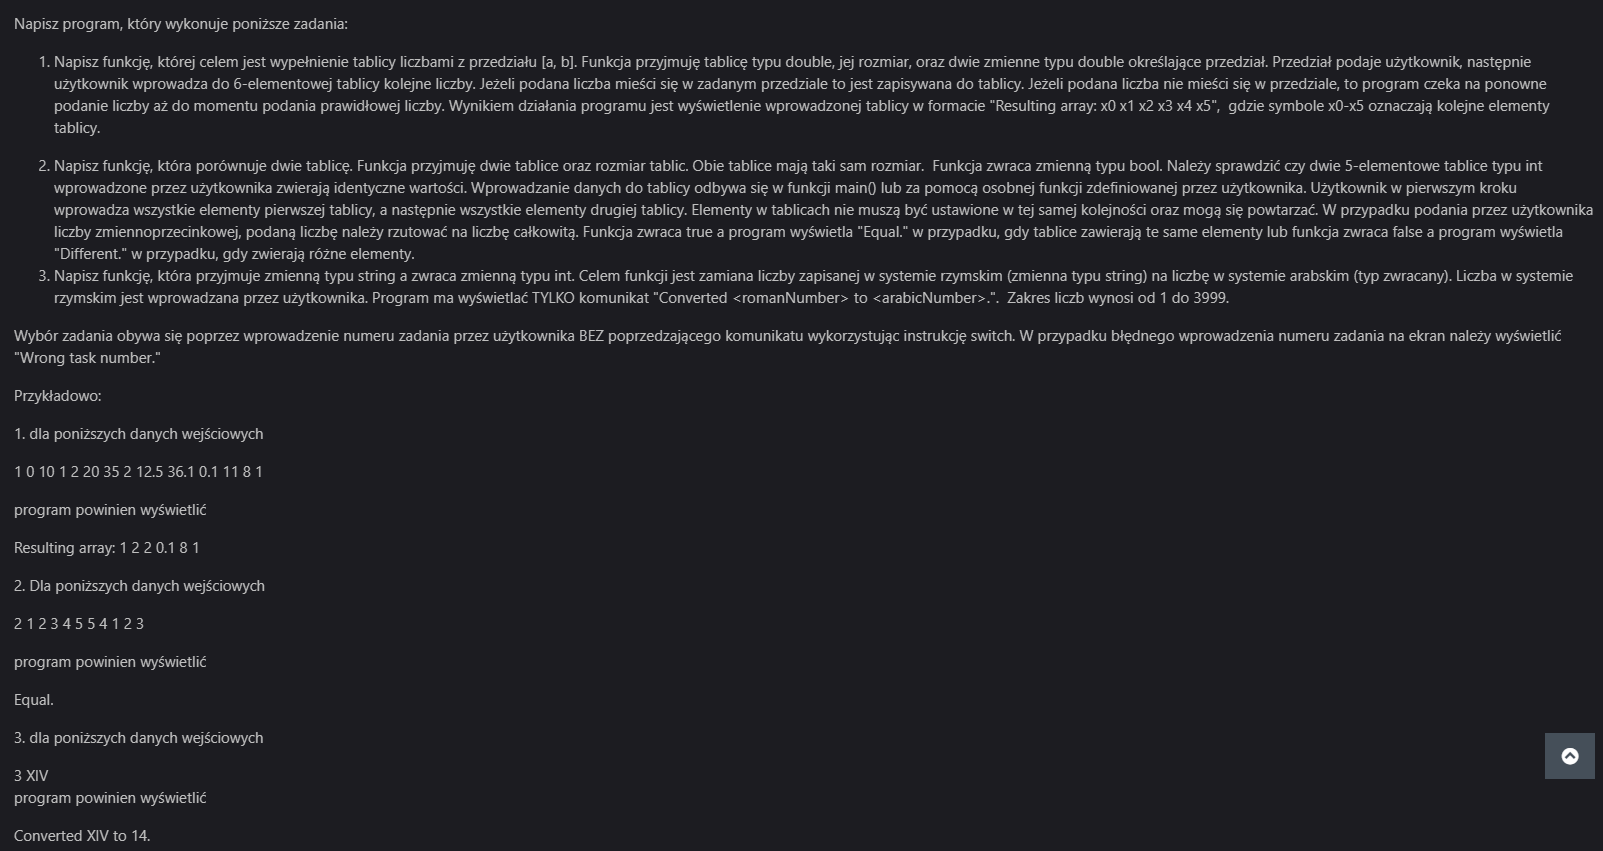 Napisz program, który wykonuje poniższe zadania:
1. Napisz funkcję, której celem jest wypełnienie tablicy liczbami z przedziału [a, b]. Funkcja przyjmuję tablicę typu double, jej rozmiar, oraz dwie zmienne typu double określające przedział. Przedział podaje użytkownik, następnie
użytkownik wprowadza do 6-elementowej tablicy kolejne liczby. Jeżeli podana liczba mieści się w zadanym przedziale to jest zapisywana do tablicy. Jeżeli podana liczba nie mieści się w przedziale, to program czeka na ponowne
podanie liczby aż do momentu podania prawidłowej liczby. Wynikiem działania programu jest wyświetlenie wprowadzonej tablicy w formacie "Resulting array: x0 x1 x2 x3 x4 x5", gdzie symbole x0-x5 oznaczają kolejne elementy
tablicy.
2. Napisz funkcję, która porównuje dwie tablicę. Funkcja przyjmuję dwie tablice oraz rozmiar tablic. Obie tablice mają taki sam rozmiar. Funkcja zwraca zmienną typu bool. Należy sprawdzić czy dwie 5-elementowe tablice typu int
wprowadzone przez użytkownika zwierają identyczne wartości. Wprowadzanie danych do tablicy odbywa się w funkcji main() lub za pomocą osobnej funkcji zdefiniowanej przez użytkownika. Użytkownik w pierwszym kroku
wprowadza wszystkie elementy pierwszej tablicy, a następnie wszystkie elementy drugiej tablicy. Elementy w tablicach nie muszą być ustawione w tej samej kolejności oraz mogą się powtarzać. W przypadku podania przez użytkownika
liczby zmiennoprzecinkowej, podaną liczbę należy rzutować na liczbę całkowitą. Funkcja zwraca true a program wyświetla "Equal." w przypadku, gdy tablice zawierają te same elementy lub funkcja zwraca false a program wyświetla
"Different." w przypadku, gdy zwierają różne elementy.
3. Napisz funkcję, która przyjmuje zmienną typu string a zwraca zmienną typu int. Celem funkcji jest zamiana liczby zapisanej w systemie rzymskim (zmienna typu string) na liczbę w systemie arabskim (typ zwracany). Liczba w systemie
rzymskim jest wprowadzana przez użytkownika. Program ma wyświetlać TYLKO komunikat "Converted <romanNumber> to <arabicNumber>.". Zakres liczb wynosi od 1 do 3999.
Wybór zadania obywa się poprzez wprowadzenie numeru zadania przez użytkownika BEZ poprzedzającego komunikatu wykorzystując instrukcję switch. W przypadku błędnego wprowadzenia numeru zadania na ekran należy wyświetlić
"Wrong task number."
Przykładowo:
1. dla poniższych danych wejściowych
1 0 10 1 2 20 35 2 12.5 36.1 0.1 11 8 1
program powinien wyświetlić
Resulting array: 1 2 2 0.1 8 1
2. Dla poniższych danych wejściowych
2 1 2 3 4 5 5 4 1 2 3
program powinien wyświetlić
Equal.
3. dla poniższych danych wejściowych
3 XIV
program powinien wyświetlić
Converted XIV to 14.